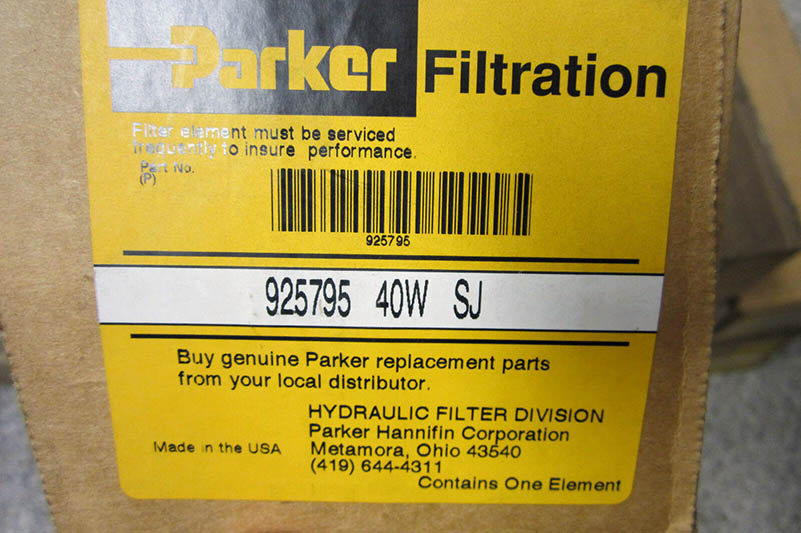 Parker Filtration
Filter element must be serviced
frequently to insure performance.
Part No.
(P)
925795
925795 40W SJ
Buy genuine Parker replacement parts
from your local distributor.
HYDRAULIC FILTER DIVISION
Parker Hannifin Corporation
Made in the USA Metamora, Ohio 43540
(419) 644-4311
Contains One Element